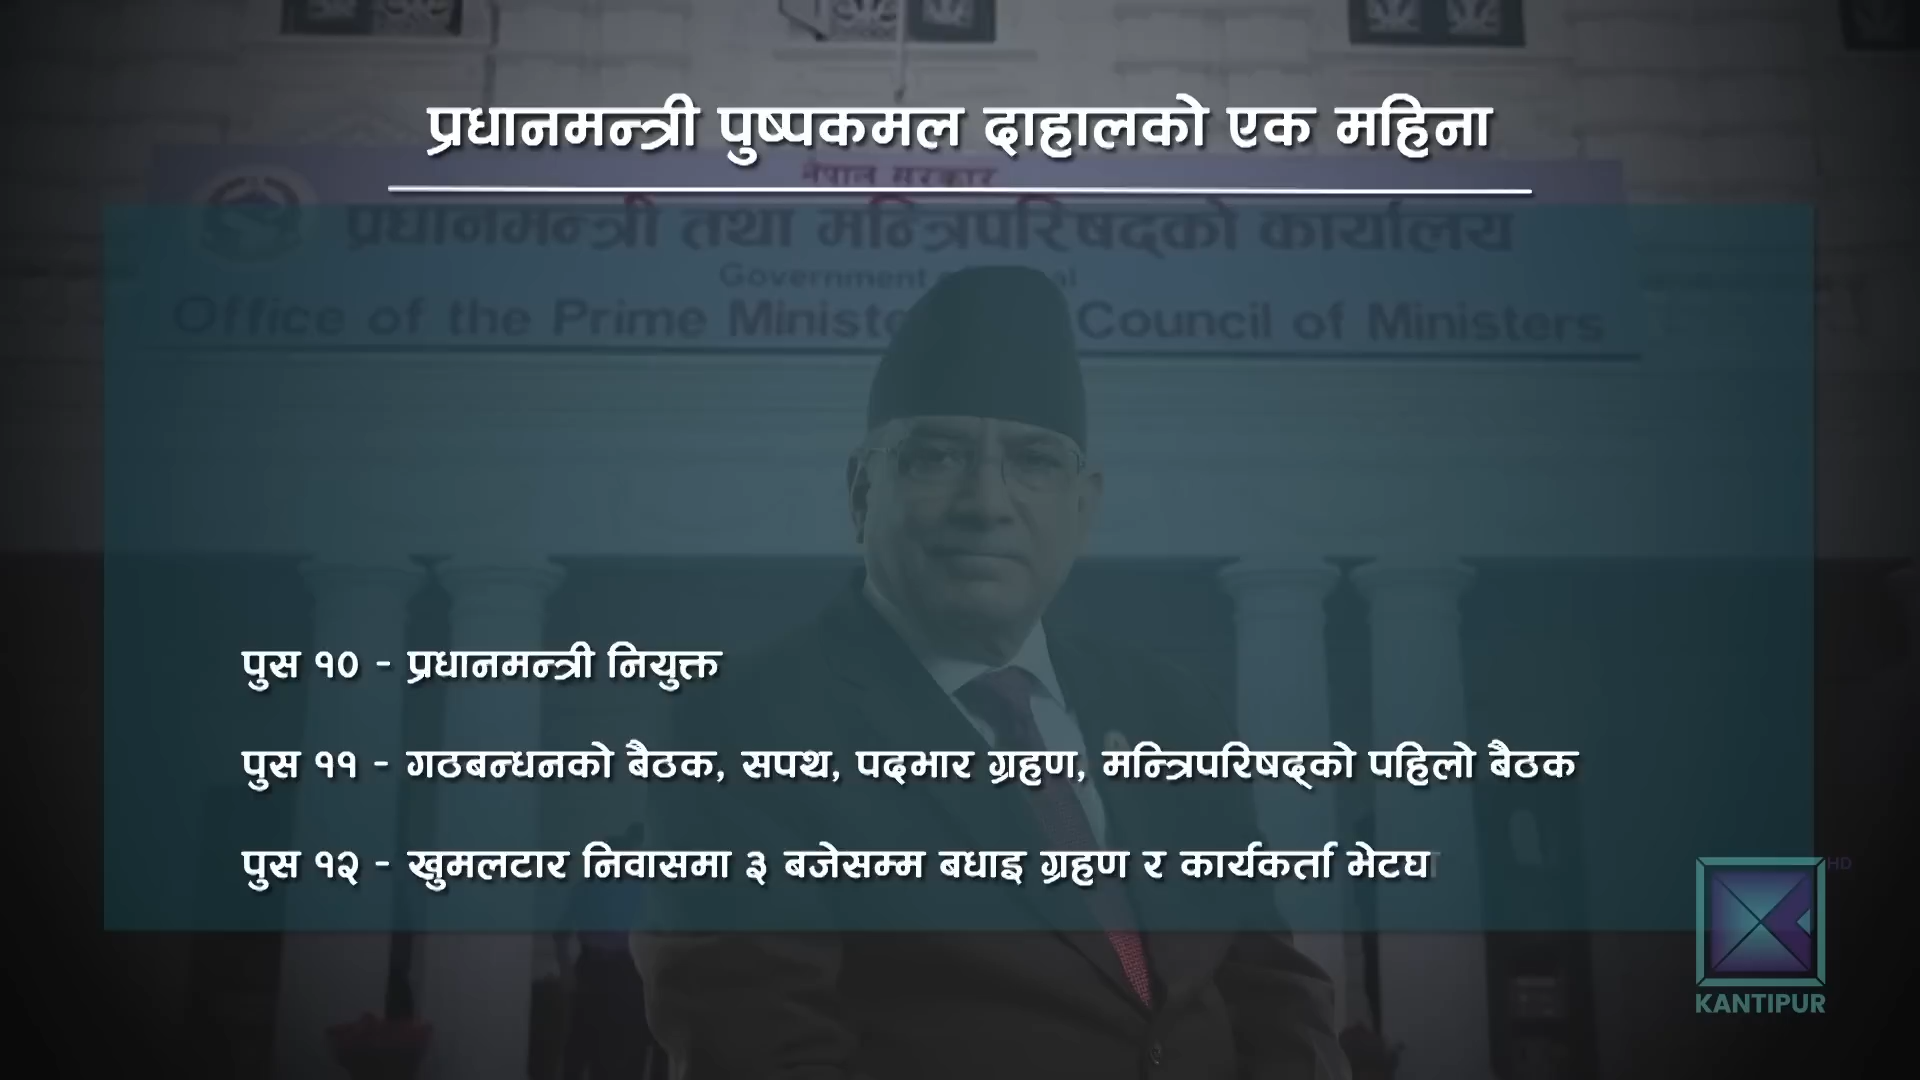 प्रधानमन्त्री पुष्पकमल दाहालको एक महिना
नेपाल सरकार
प्रधानमन्त्री तथा मन्त्रिपरिषद्को कार्यालय
Government
Office of the Prime Council of Ministers
पुस १० - प्रधानमन्त्री नियुक्त
पुस ११ - गठबन्धनको बैठक, सपथ, पदभार ग्रहण, मन्त्रिपरिषद्को पहिलो बैठक
पुस १२ - खुमलटार निवासमा ३ बजेसम्म बधाइ ग्रहण र कार्यकर्ता भेटघा
HD
KANTIPUR